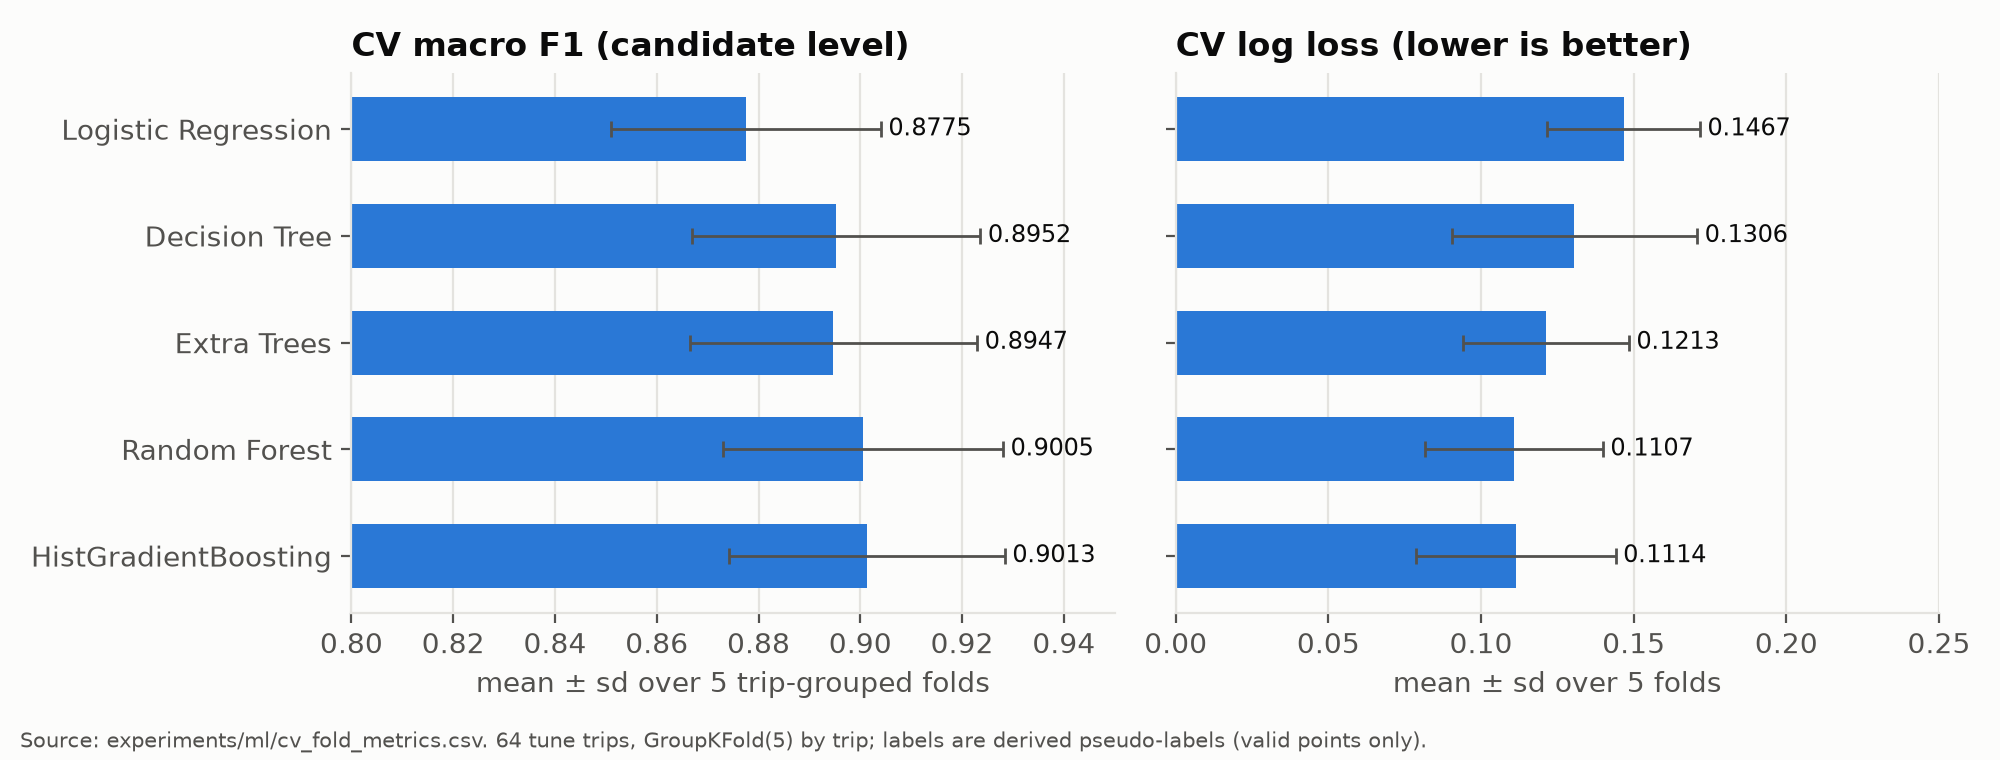 CV macro F1 (candidate level)
Logistic Regression
0.8775
Decision Tree
0.8952
Extra Trees
0.8947
Random Forest
0.9005
HistGradientBoosting
0.9013
0.80 0.82 0.84 0.86 0.88 0.90 0.92 0.94
mean ± sd over 5 trip-grouped folds
CV log loss (lower is better)
0.1467
0.1306
0.1213
0.1107
0.1114
0.00 0.05 0.10 0.15 0.20 0.25
mean ± sd over 5 folds
Source: experiments/ml/cv_fold_metrics.csv. 64 tune trips, GroupKFold(5) by trip; labels are derived pseudo-labels (valid points only).